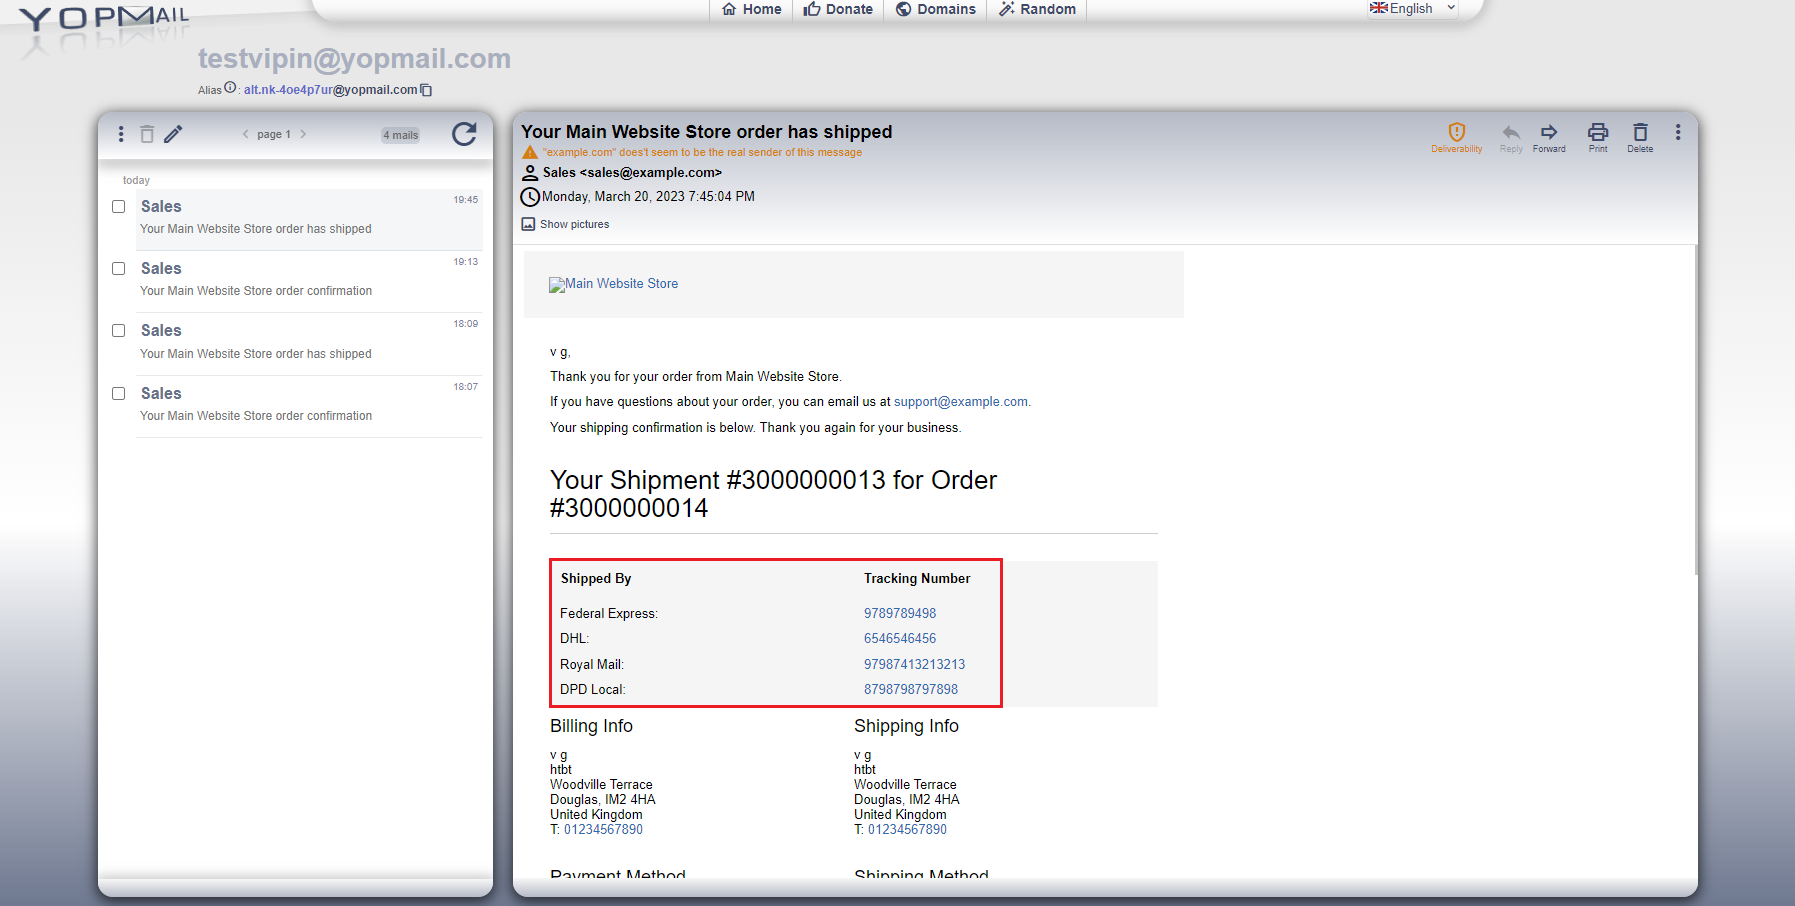 YOPMAIL
Home
Donate
Domains
Random
English
testvipin@yopmail.com
Alias : alt.nk-4oe4p7ur@yopmail.com
page 1
4 mails
today
Sales
19:45
Your Main Website Store order has shipped
Sales
19:13
Your Main Website Store order confirmation
Sales
18:09
Your Main Website Store order has shipped
Sales
18:07
Your Main Website Store order confirmation
Your Main Website Store order has shipped
"example.com" does't seem to be the real sender of this message
Sales <sales@example.com>
Monday, March 20, 2023 7:45:04 PM
Show pictures
Deliverability
Reply
Forward
Print
Delete
Main Website Store
v g,
Thank you for your order from Main Website Store.
If you have questions about your order, you can email us at support@example.com.
Your shipping confirmation is below. Thank you again for your business.
Your Shipment #3000000013 for Order
#3000000014
Shipped By Tracking Number
Federal Express: 9789789498
DHL: 6546546456
Royal Mail: 97987413213213
DPD Local: 8798798797898
Billing Info
v g
htbt
Woodville Terrace
Douglas, IM2 4HA
United Kingdom
T: 01234567890
Shipping Info
v g
htbt
Woodville Terrace
Douglas, IM2 4HA
United Kingdom
T: 01234567890
Payment Method
Shipping Method